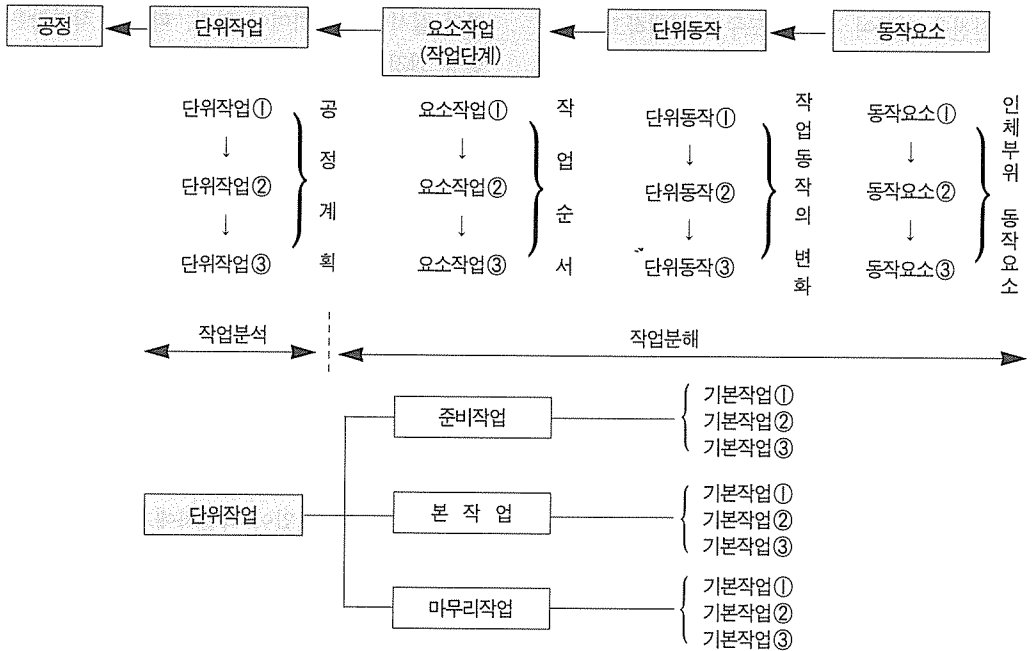 공정
단위작업
요소작업
(작업단계)
단위동작
동작요소
단위작업①
단위작업②
단위작업③
공정계획
요소작업①
요소작업②
요소작업③
작업순서
단위동작①
단위동작②
단위동작③
작업동작의 변화
동작요소①
동작요소②
동작요소③
인체부위 동작요소
작업분석
작업분해
단위작업
준비작업
기본작업①
기본작업②
기본작업③
본 작 업
기본작업①
기본작업②
기본작업③
마무리작업
기본작업①
기본작업②
기본작업③